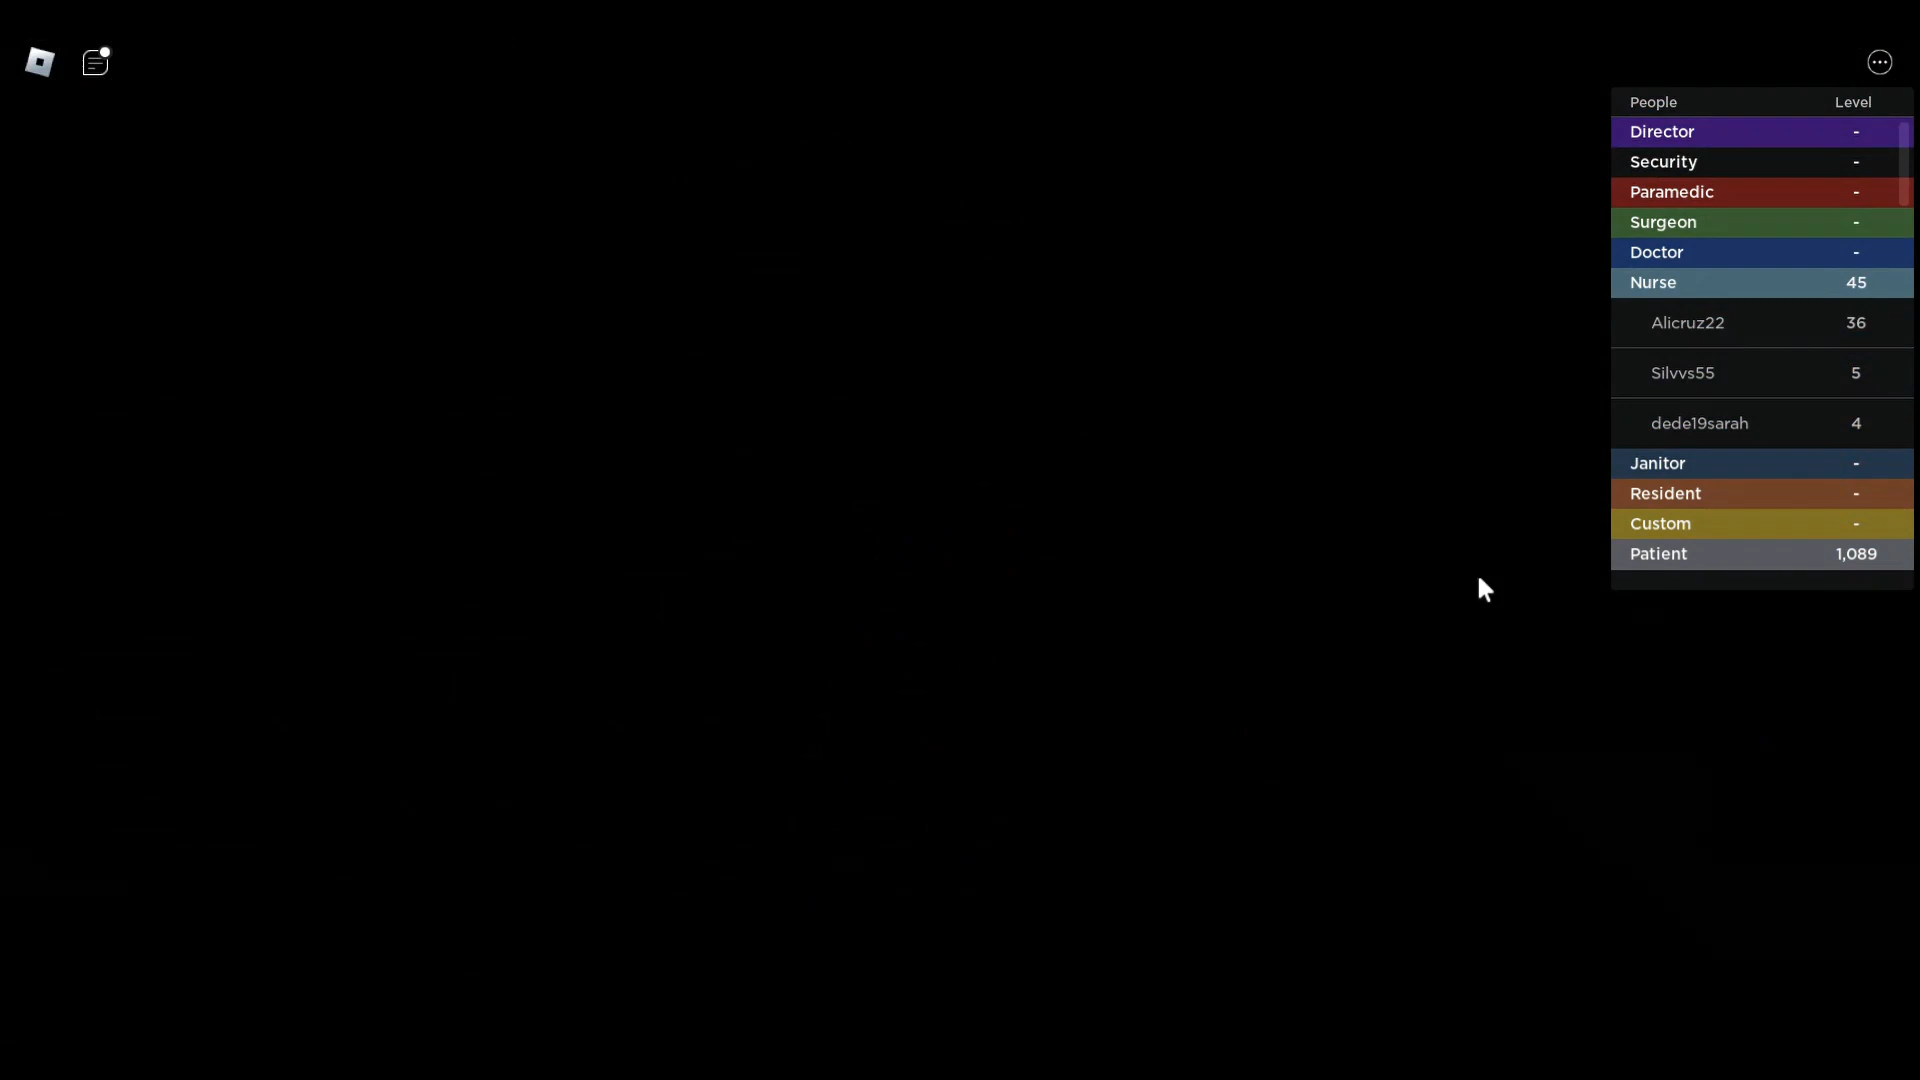 People Level
Director -
Security -
Paramedic -
Surgeon -
Doctor -
Nurse 45
Alicruz22 36
Silvvs55 5
dede19sarah 4
Janitor -
Resident -
Custom -
Patient 1,089